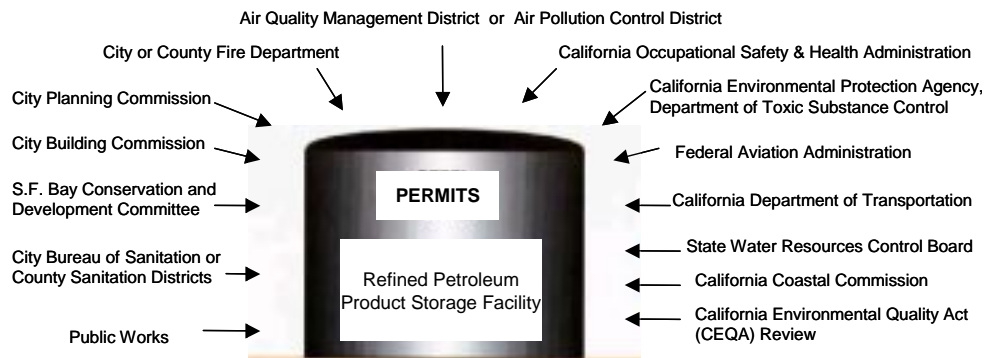 Air Quality Management District or Air Pollution Control District
City or County Fire Department
California Occupational Safety & Health Administration
City Planning Commission
California Environmental Protection Agency,
Department of Toxic Substance Control
City Building Commission
Federal Aviation Administration
S.F. Bay Conservation and
Development Committee
PERMITS
California Department of Transportation
City Bureau of Sanitation or
County Sanitation Districts
State Water Resources Control Board
Refined Petroleum
Product Storage Facility
California Coastal Commission
Public Works
California Environmental Quality Act
(CEQA) Review